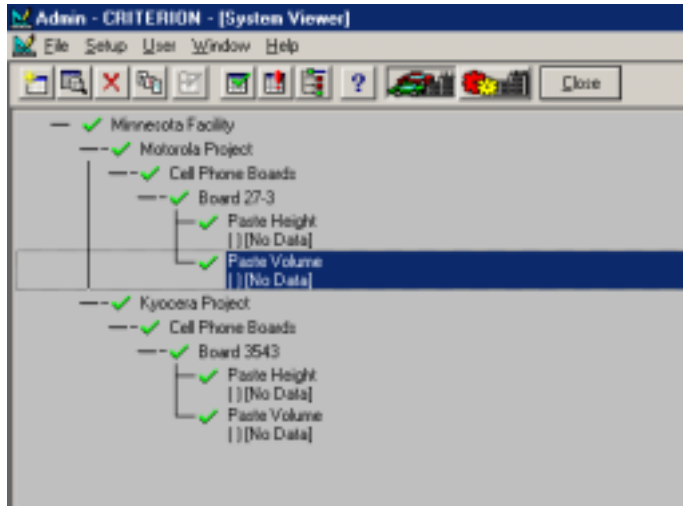 Admin - CRITERION - [System Viewer]
File Setup User Window Help
? Close
Minnesota Facility
Motorola Project
Cell Phone Boards
Board 27-3
Paste Height
[ ] [No Data]
Paste Volume
[ ] [No Data]
Kyocera Project
Cell Phone Boards
Board 3543
Paste Height
[ ] [No Data]
Paste Volume
[ ] [No Data]